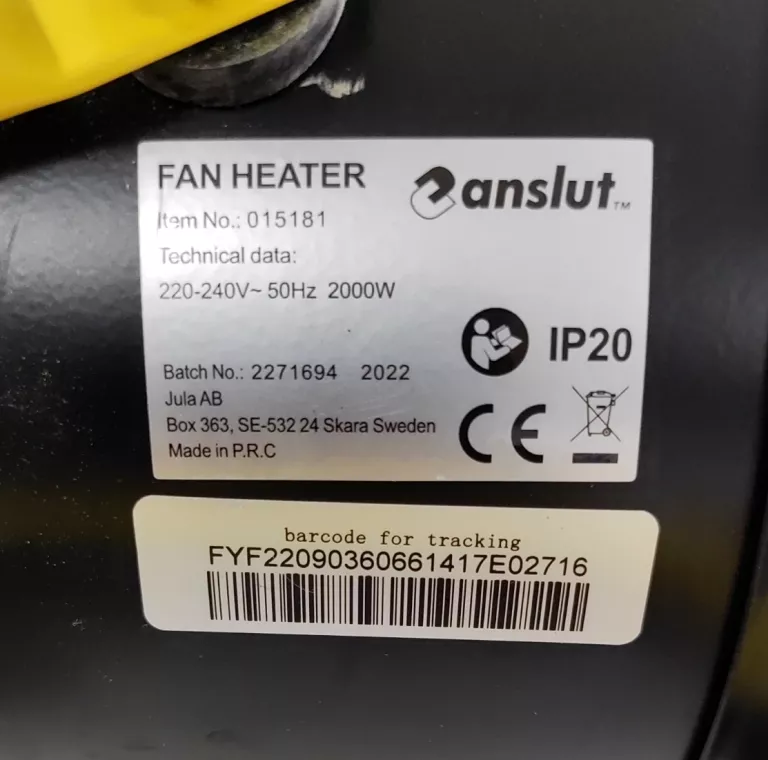 FAN HEATER
anslut™
Item No.: 015181
Technical data:
220-240V~ 50Hz 2000W
IP20
Batch No.: 2271694 2022
Jula AB
Box 363, SE-532 24 Skara Sweden
Made in P.R.C
CE
barcode for tracking
FYF22090360661417E02716